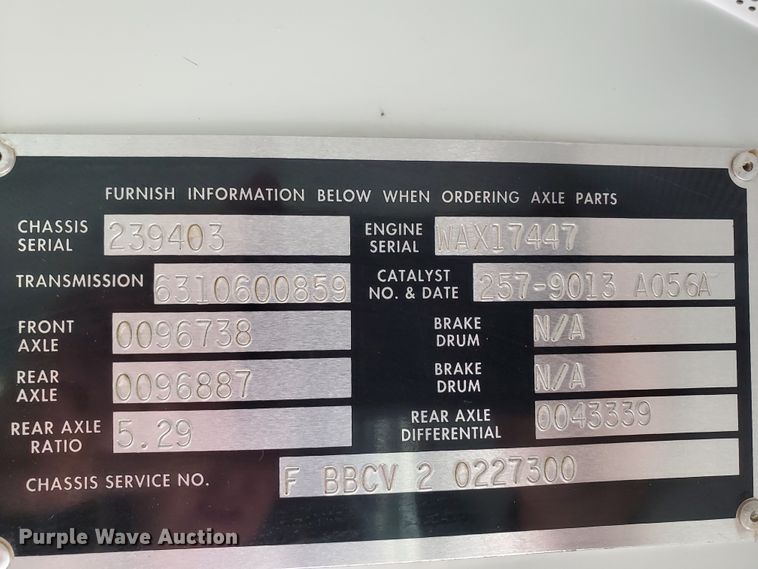 FURNISH INFORMATION BELOW WHEN ORDERING AXLE PARTS
CHASSIS SERIAL 239403 ENGINE SERIAL WAX17447
TRANSMISSION 6310600859 CATALYST NO. & DATE 257-9013 A056A
FRONT AXLE 0096738 BRAKE DRUM N/A
REAR AXLE 0096887 BRAKE DRUM N/A
REAR AXLE RATIO 5.29 REAR AXLE DIFFERENTIAL 0043339
CHASSIS SERVICE NO. F BBCV 2 0227300
Purple Wave Auction